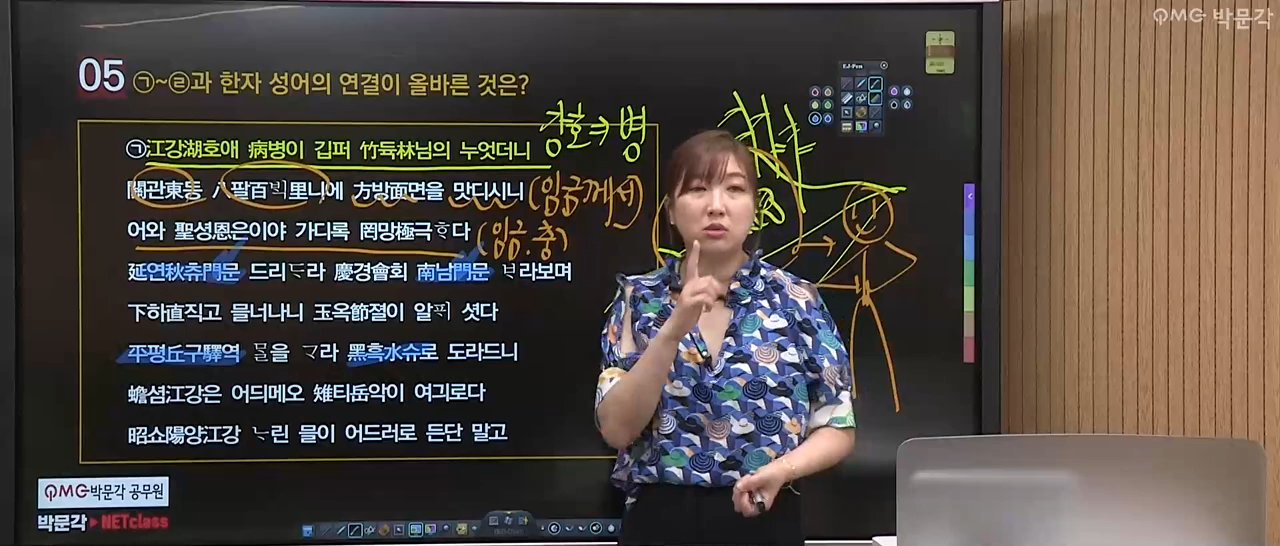 PMG 박문각
05 ㉠~㉣과 한자 성어의 연결이 올바른 것은?
강호 병
㉠江강湖호애 病병이 깁퍼 竹듁林님의 누엇더니
關관東동 八팔百ᄇᆡᆨ里니에 方방面면을 맛디시니 (임금께서)
어와 聖셩恩은이야 가디록 罔망極극ᄒᆞ다 (임금.충)
延연秋츄門문 드리ᄃᆞ라 慶경會회 南남門문 ᄇᆞ라보며
下하直직고 믈너나니 玉옥節졀이 알ᄑᆡ 셧다
平평丘구驛역 ᄆᆞᆯ을 ᄀᆞ라 黑흑水슈로 도라드니
蟾셤江강은 어듸메오 雉티岳악이 여긔로다
昭쇼陽양江강 ᄂᆞ린 믈이 어드러로 든단 말고
PMG 박문각 공무원
박문각 ▶ NETclass